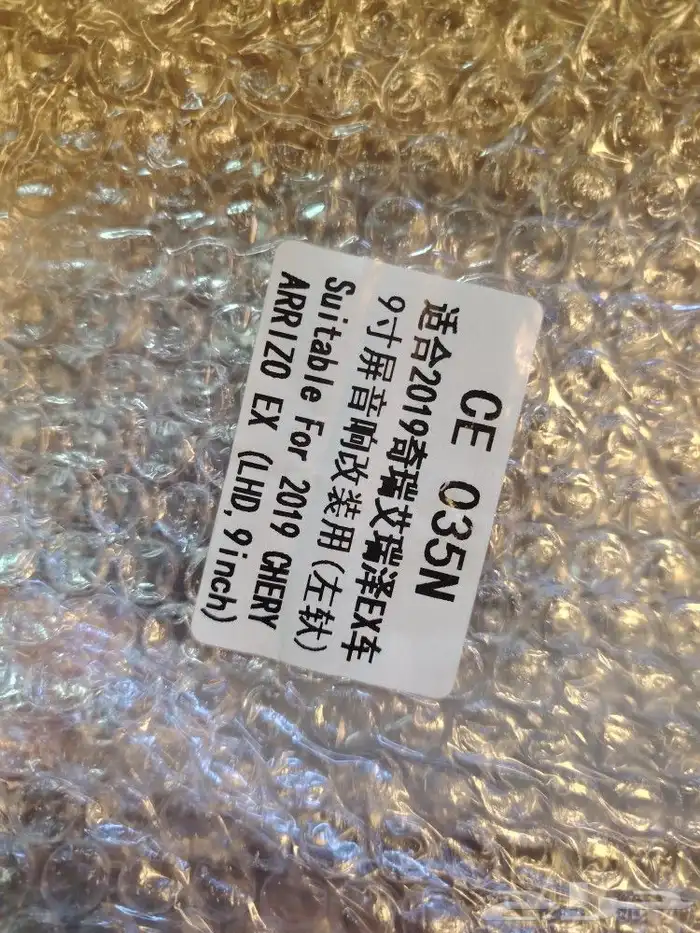 CE 035N
适合2019奇瑞艾瑞泽EX车
9寸屏音响改装用(左钛)
Suitable For 2019 CHERY
ARRIZO EX (LHD,9inch)